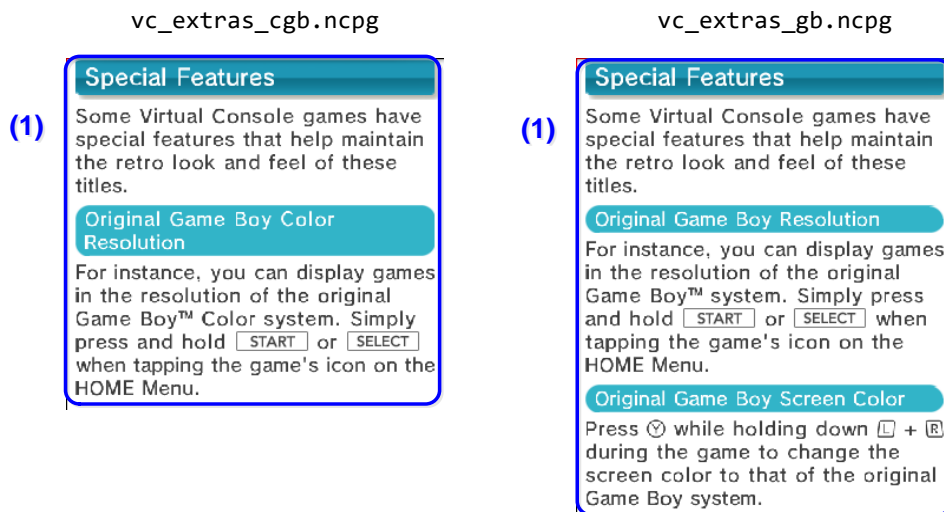 vc_extras_cgb.ncpg
(1)
Special Features
Some Virtual Console games have
special features that help maintain
the retro look and feel of these
titles.
Original Game Boy Color
Resolution
For instance, you can display games
in the resolution of the original
Game Boy™ Color system. Simply
press and hold START or SELECT
when tapping the game's icon on the
HOME Menu.
vc_extras_gb.ncpg
(1)
Special Features
Some Virtual Console games have
special features that help maintain
the retro look and feel of these
titles.
Original Game Boy Resolution
For instance, you can display games
in the resolution of the original
Game Boy™ system. Simply press
and hold START or SELECT when
tapping the game's icon on the
HOME Menu.
Original Game Boy Screen Color
Press Ⓨ while holding down L + R
during the game to change the
screen color to that of the original
Game Boy system.